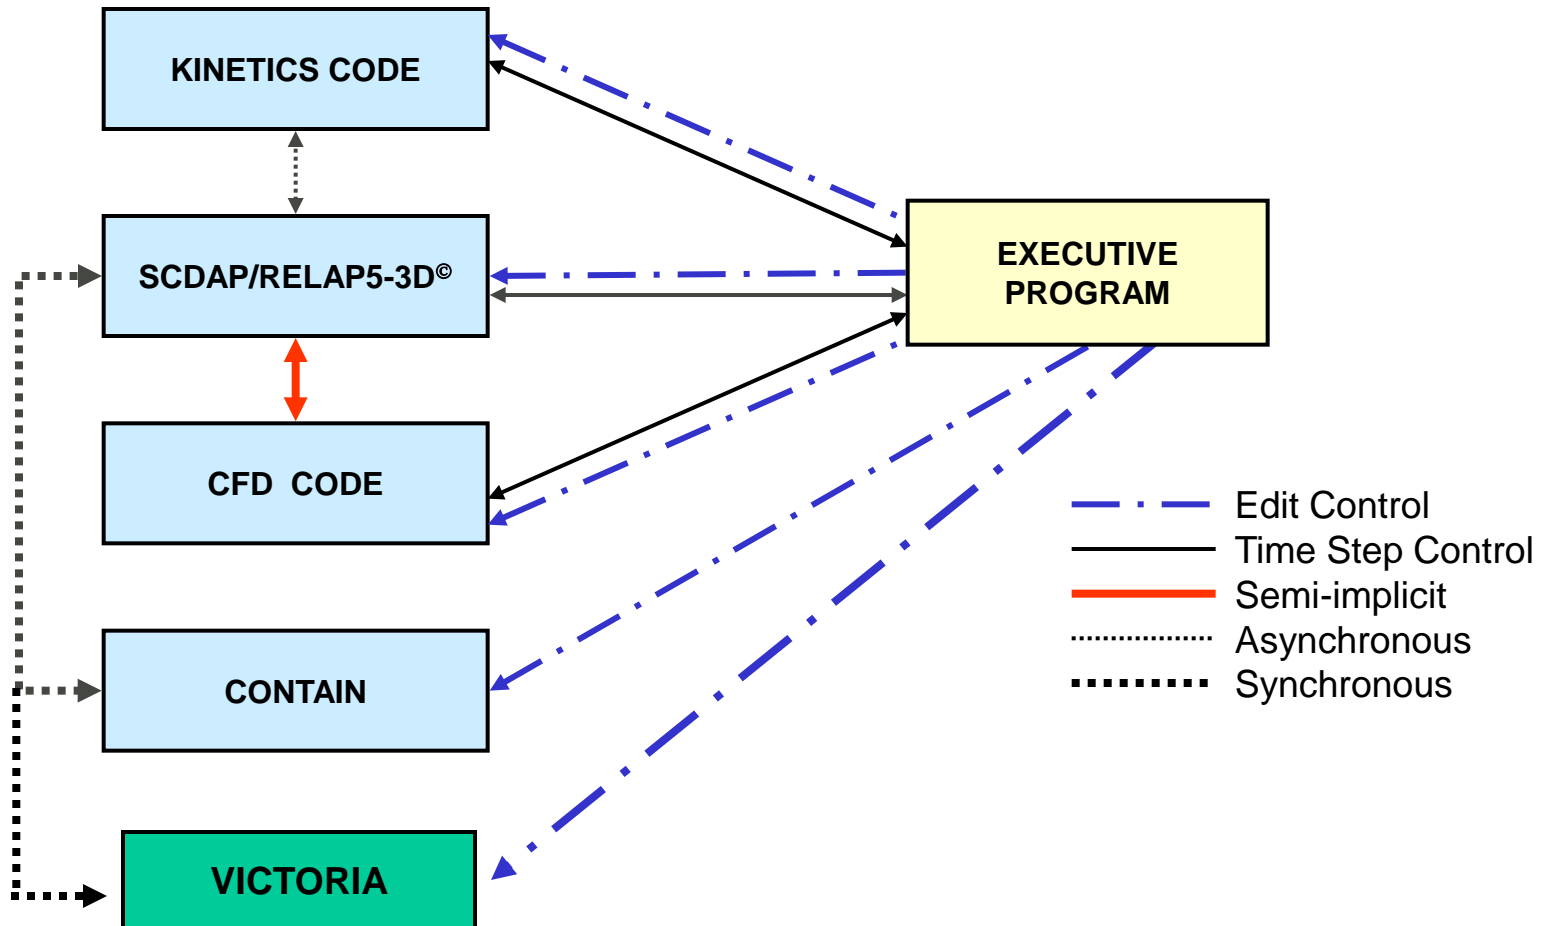 KINETICS CODE
SCDAP/RELAP5-3D©
EXECUTIVE
PROGRAM
CFD CODE
CONTAIN
VICTORIA
Edit Control
Time Step Control
Semi-implicit
Asynchronous
Synchronous